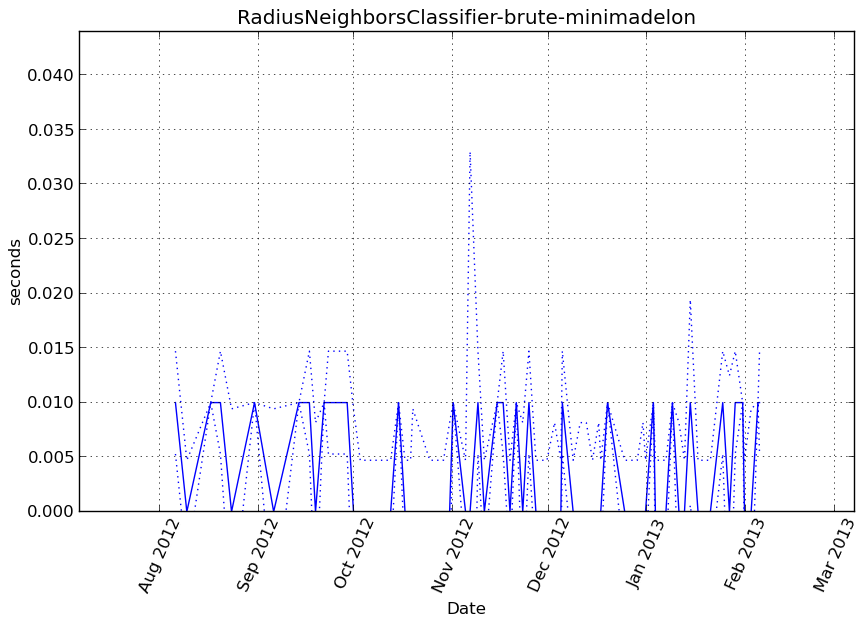 RadiusNeighborsClassifier-brute-minimadelon
0.040
0.035
0.030
0.025
0.020
0.015
0.010
0.005
0.000
seconds
Aug 2012
Sep 2012
Oct 2012
Nov 2012
Dec 2012
Jan 2013
Feb 2013
Mar 2013
Date